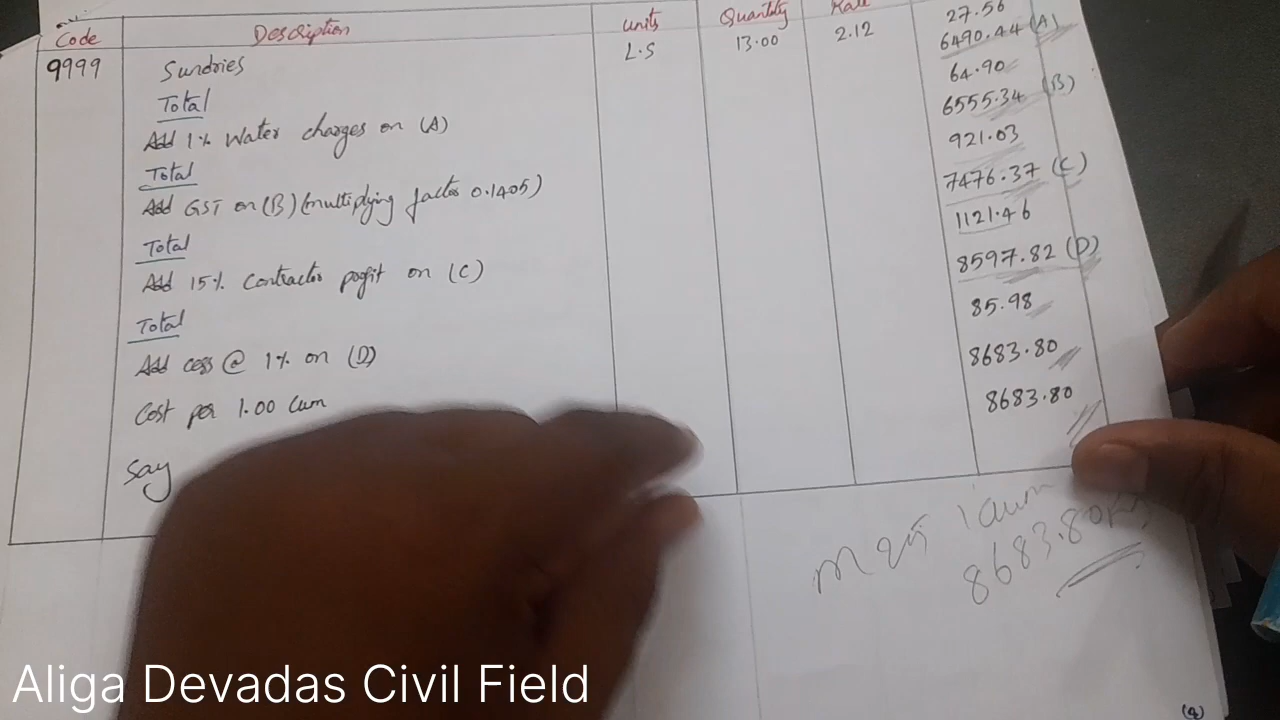 Code Description Units Quantity Rate
9999 Sundries L.S 13.00 2.12 27.56
Total 6490.44 (A)
Add 1% Water charges on (A) 64.90
Total 6555.34 (B)
Add GST on (B) (multiplying factor 0.1405) 921.03
Total 7476.37 (C)
Add 15% Contractor profit on (C) 1121.46
Total 8597.82 (D)
Add cess @ 1% on (D) 85.98
Cost per 1.00 Cum 8683.80
Say 8683.80
1 Cum
8683.80
Aliga Devadas Civil Field